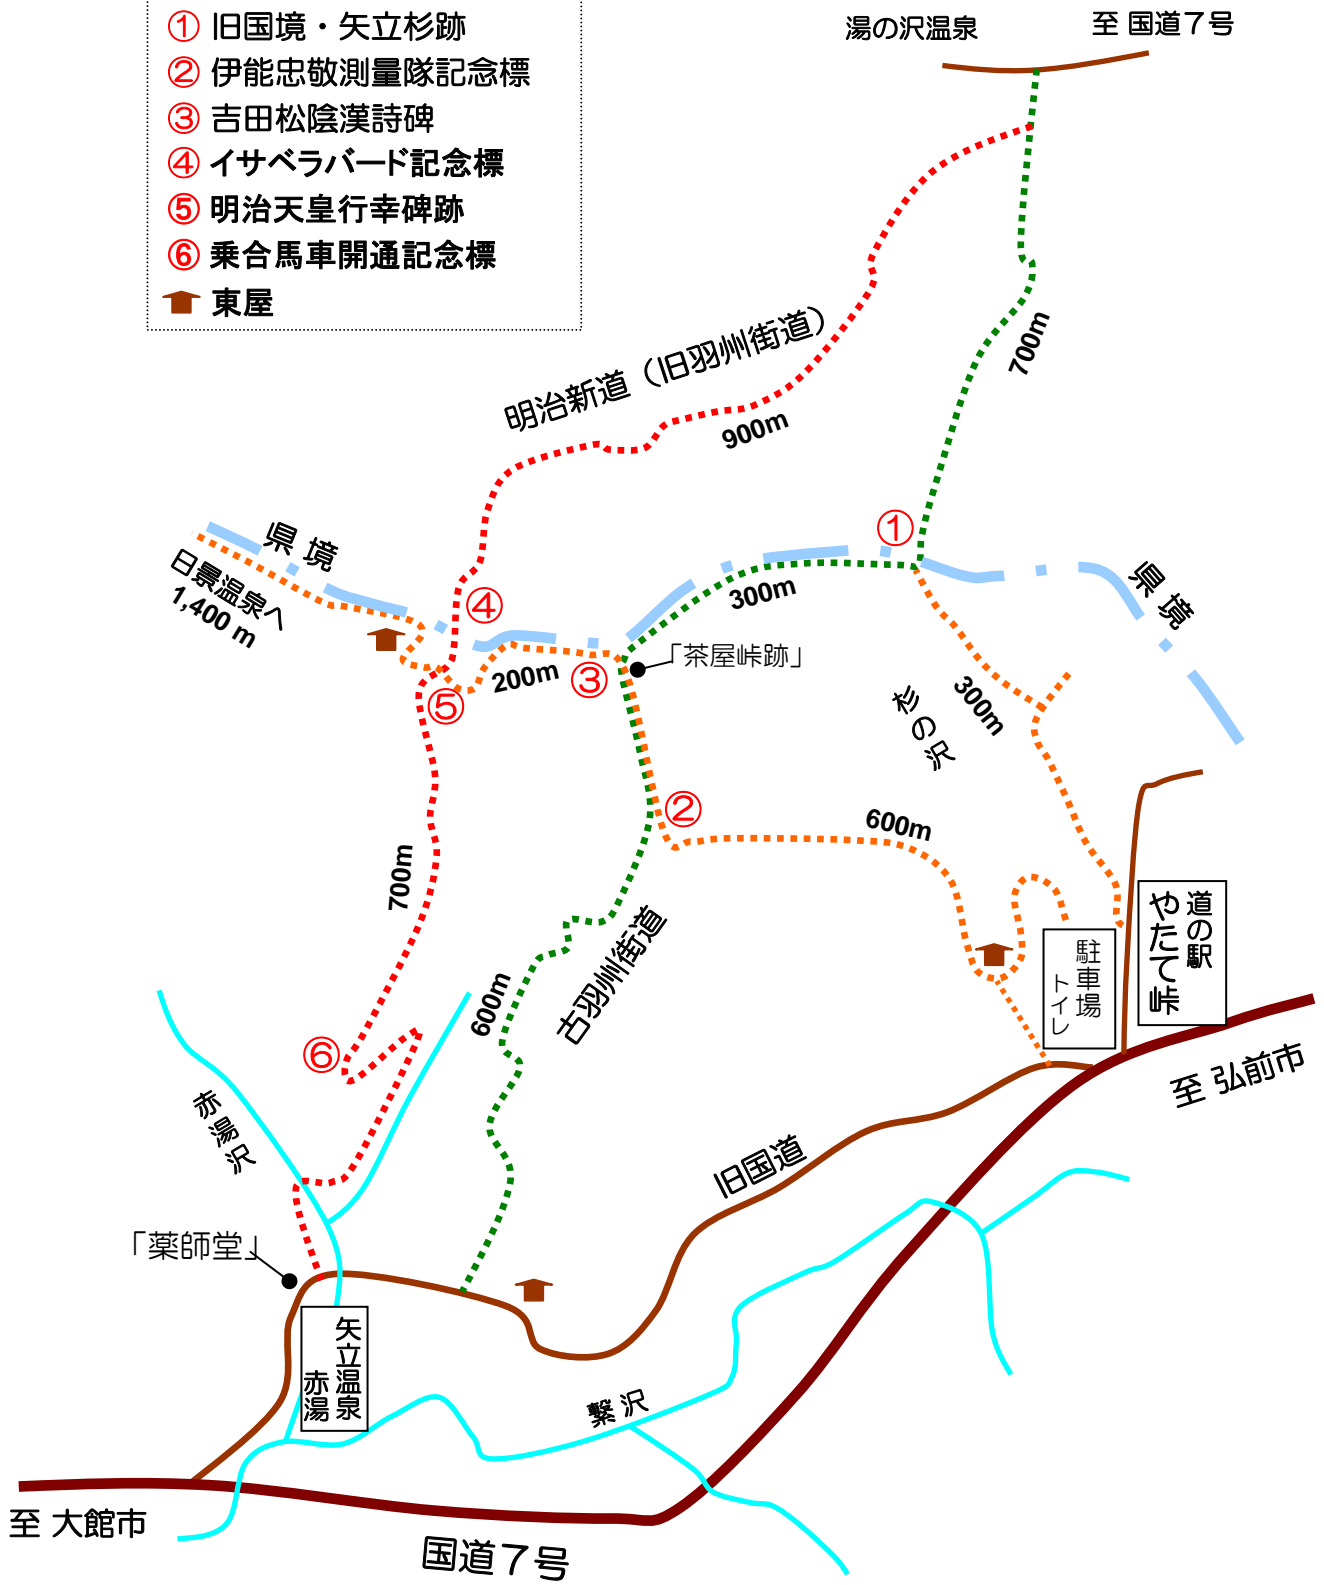 ① 旧国境・矢立杉跡
② 伊能忠敬測量隊記念標
③ 吉田松陰漢詩碑
④ イサベラバード記念標
⑤ 明治天皇行幸碑跡
⑥ 乗合馬車開通記念標
東屋
湯の沢温泉
至 国道7号
700m
明治新道（旧羽州街道）
900m
①
県 境
日景温泉へ
1,400 m
④
300m
県 境
「茶屋峠跡」
200m
③
⑤
300m
杉の沢
②
600m
700m
道の駅
やたて峠
駐車場
トイレ
古羽州街道
600m
⑥
至 弘前市
赤湯沢
旧国道
「薬師堂」
矢立温泉
赤湯
繋 沢
至 大館市
国道7号